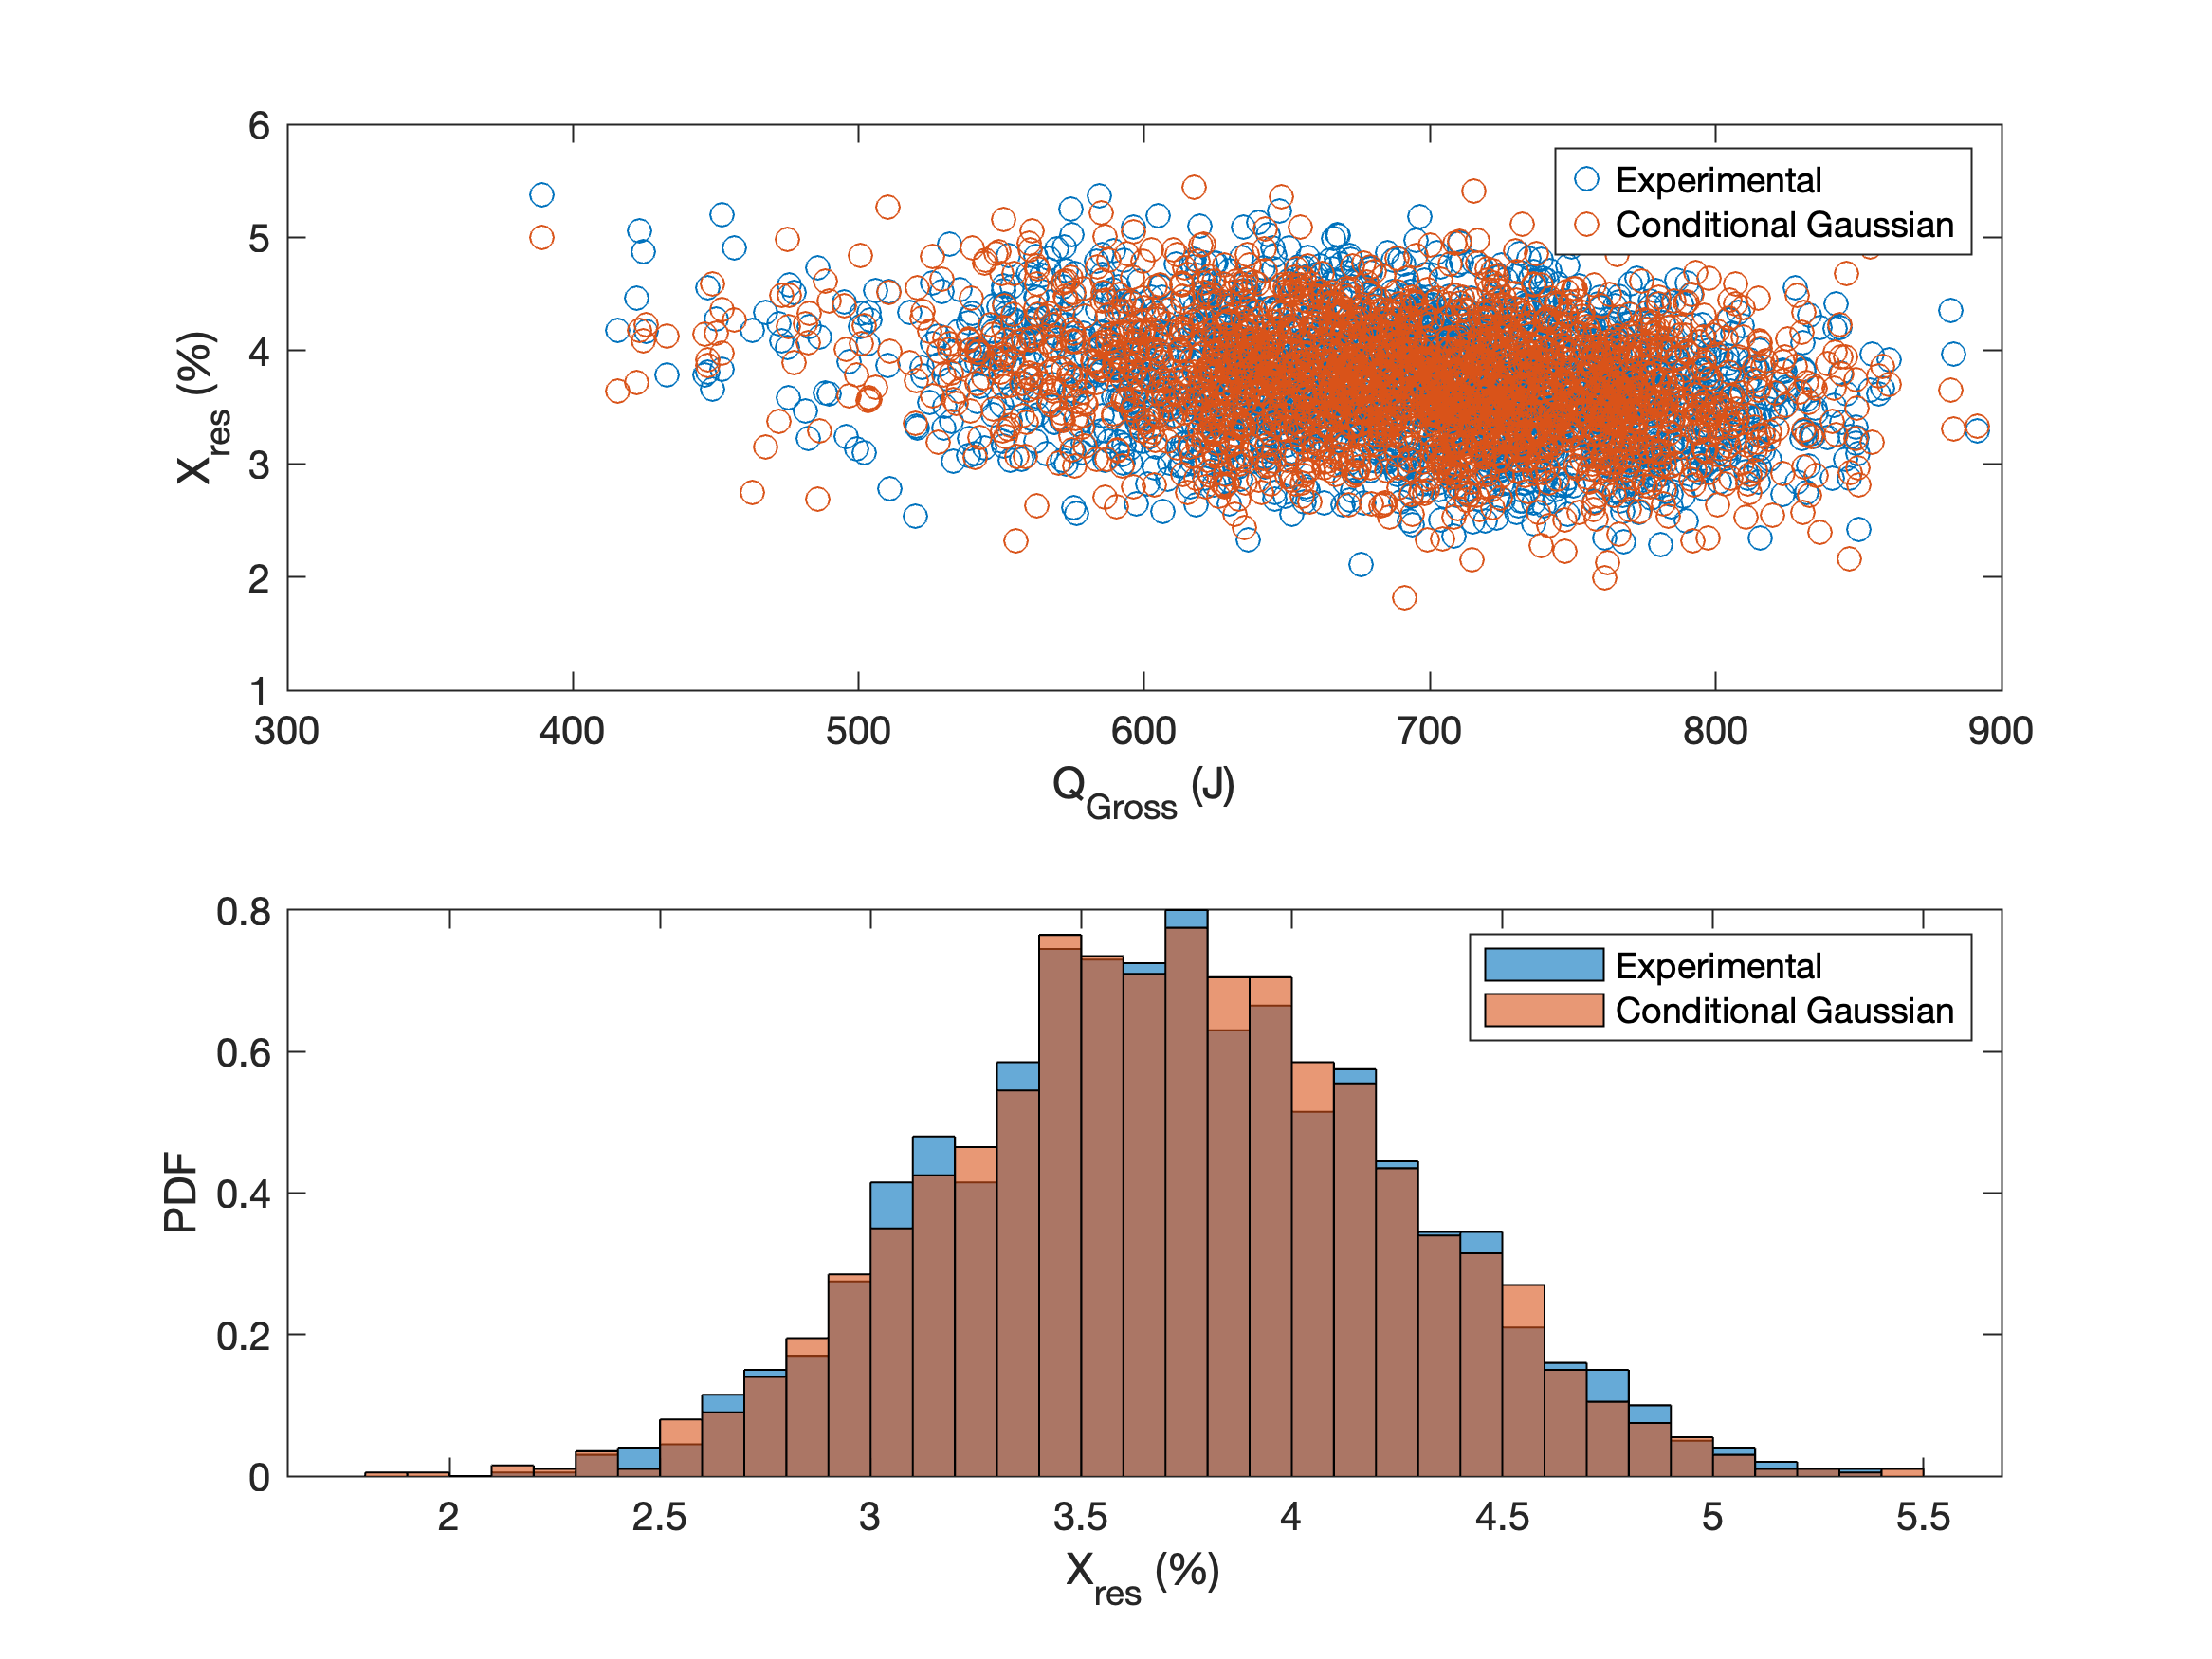 6
5
4
3
2
1
X_res (%)
Experimental
Conditional Gaussian
300 400 500 600 700 800 900
Q_Gross (J)
0.8
0.6
0.4
0.2
0
PDF
Experimental
Conditional Gaussian
2 2.5 3 3.5 4 4.5 5 5.5
X_res (%)